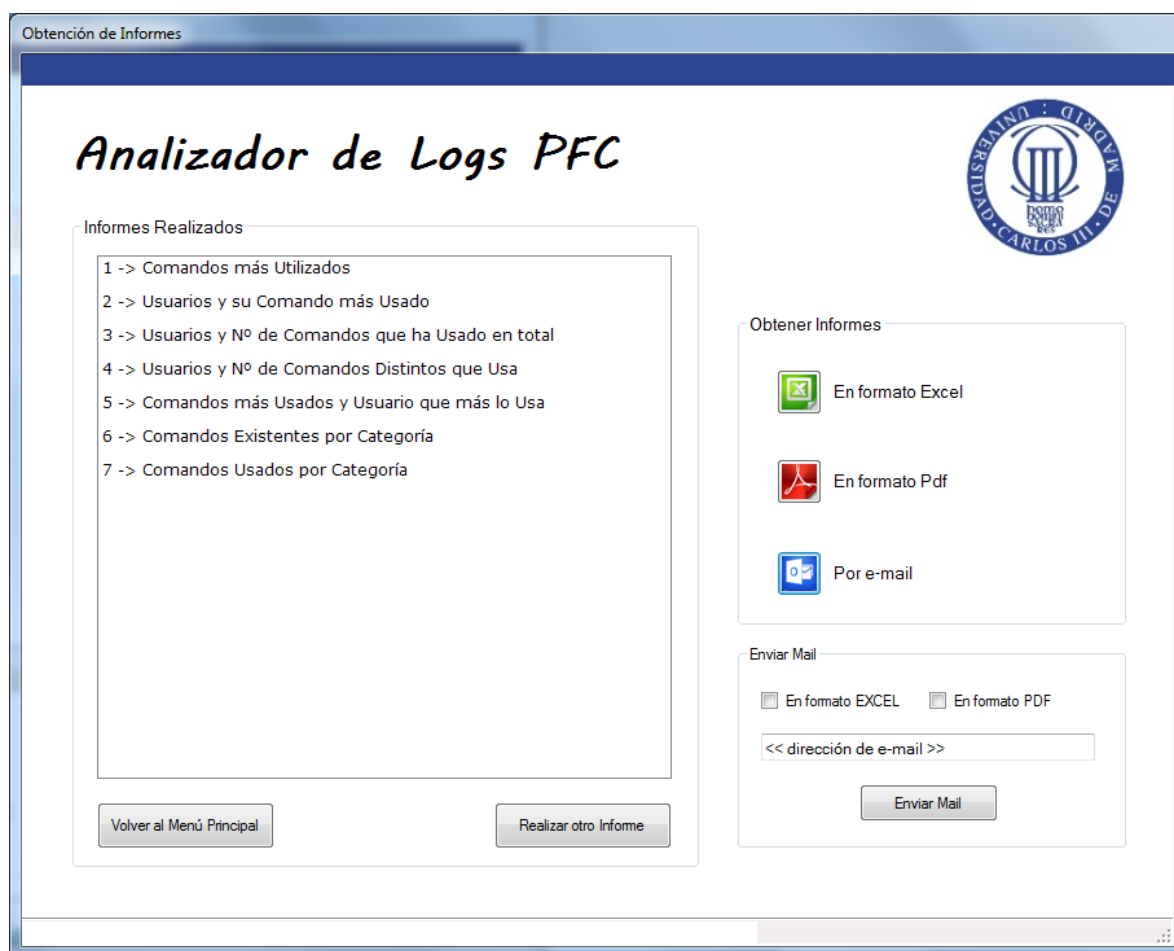 Obtención de Informes
Analizador de Logs PFC
UNIVERSIDAD · CARLOS III · DE MADRID :
HOMO
HOMINI
SACRA
RES
Informes Realizados
1 -> Comandos más Utilizados
2 -> Usuarios y su Comando más Usado
3 -> Usuarios y Nº de Comandos que ha Usado en total
4 -> Usuarios y Nº de Comandos Distintos que Usa
5 -> Comandos más Usados y Usuario que más lo Usa
6 -> Comandos Existentes por Categoría
7 -> Comandos Usados por Categoría
Volver al Menú Principal
Realizar otro Informe
Obtener Informes
En formato Excel
En formato Pdf
Por e-mail
Enviar Mail
En formato EXCEL
En formato PDF
<< dirección de e-mail >>
Enviar Mail